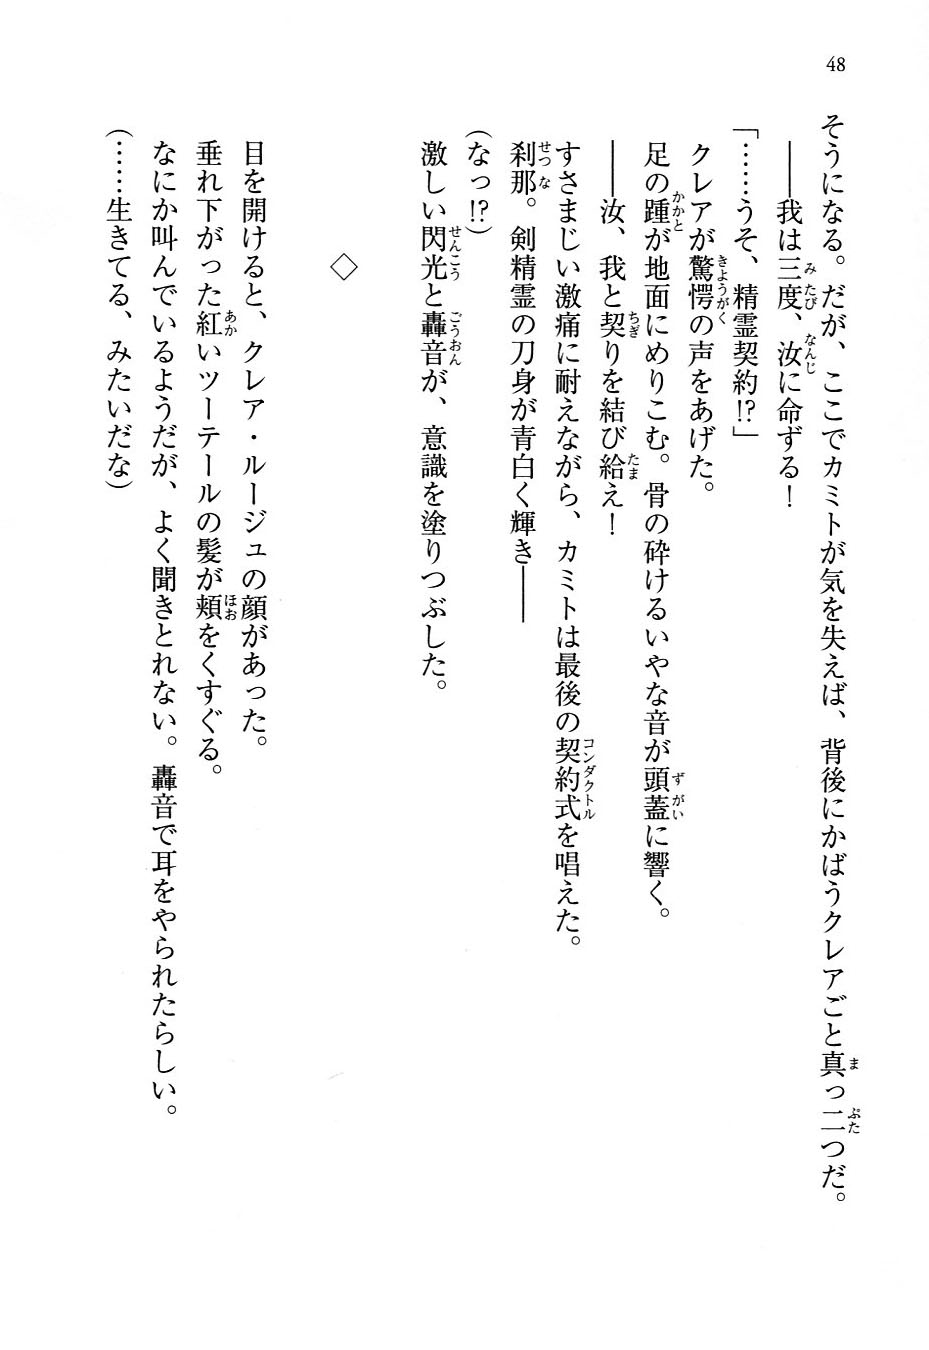 48
そうになる。だが、ここでカミトが気を失えば、背後にかばうクレアごと真っ二つだ。
――我は三度、汝に命ずる！
「……うそ、精霊契約!?」
クレアが驚愕の声をあげた。
足の踵が地面にめりこむ。骨の砕けるいやな音が頭蓋に響く。
――汝、我と契りを結び給え！
すさまじい激痛に耐えながら、カミトは最後の契約式を唱えた。
刹那。剣精霊の刀身が青白く輝き――
(なっ!?)
激しい閃光と轟音が、意識を塗りつぶした。
◇
目を開けると、クレア・ルージュの顔があった。
垂れ下がった紅いツーテールの髪が頬をくすぐる。
なにか叫んでいるようだが、よく聞きとれない。轟音で耳をやられたらしい。
(……生きてる、みたいだな)